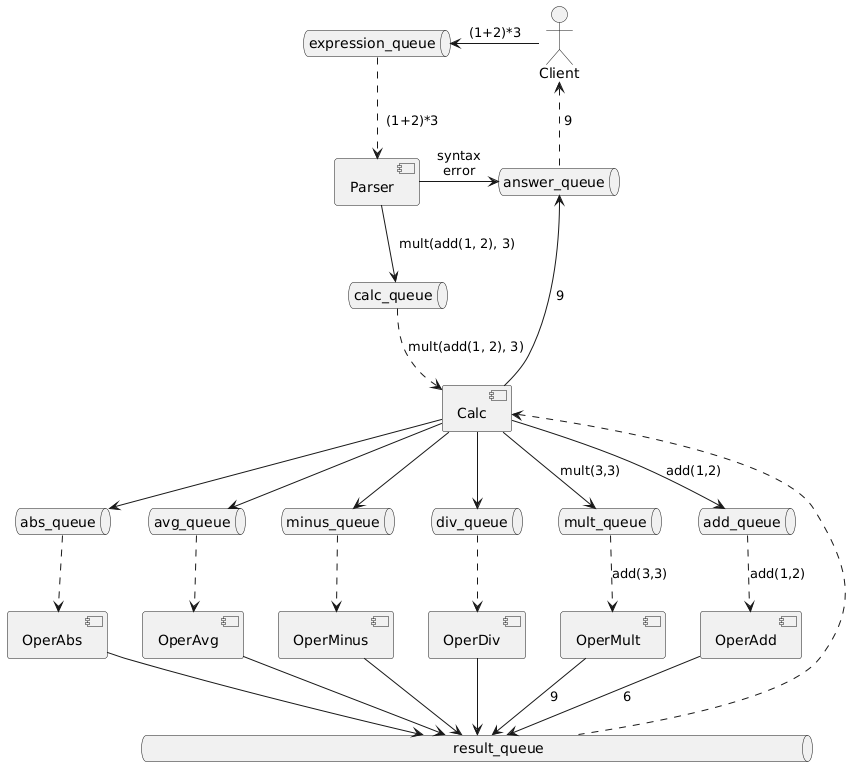 (1+2)*3
expression_queue
Client
(1+2)*3
9
syntax
error
Parser
answer_queue
mult(add(1, 2), 3)
calc_queue
9
mult(add(1, 2), 3)
Calc
mult(3,3)
add(1,2)
abs_queue
avg_queue
minus_queue
div_queue
mult_queue
add_queue
add(3,3)
add(1,2)
OperAbs
OperAvg
OperMinus
OperDiv
OperMult
OperAdd
9
6
result_queue